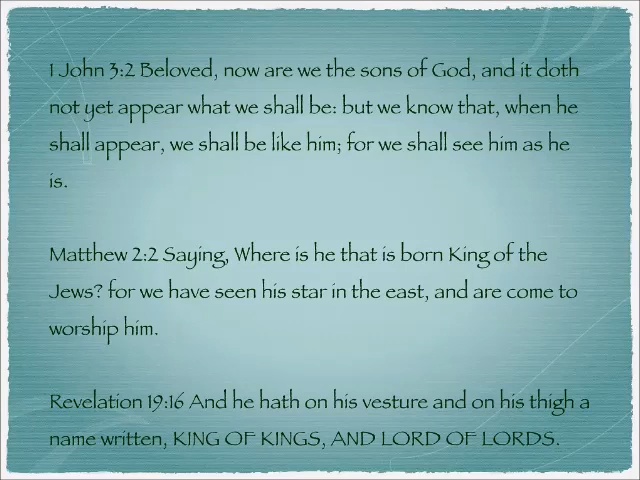 1 John 3:2 Beloved, now are we the sons of God, and it doth
not yet appear what we shall be: but we know that, when he
shall appear, we shall be like him; for we shall see him as he
is.
Matthew 2:2 Saying, Where is he that is born King of the
Jews? for we have seen his star in the east, and are come to
worship him.
Revelation 19:16 And he hath on his vesture and on his thigh a
name written, KING OF KINGS, AND LORD OF LORDS.